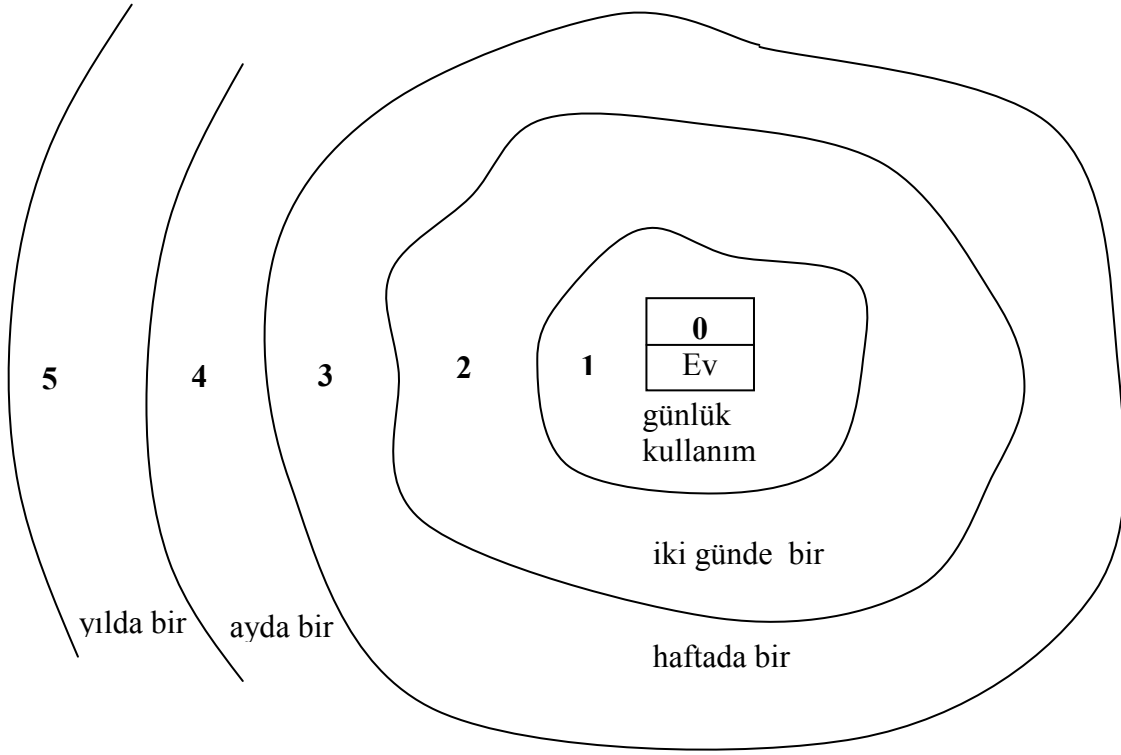 0
Ev
5
4
3
2
1
günlük
kullanım
iki günde bir
yılda bir
ayda bir
haftada bir